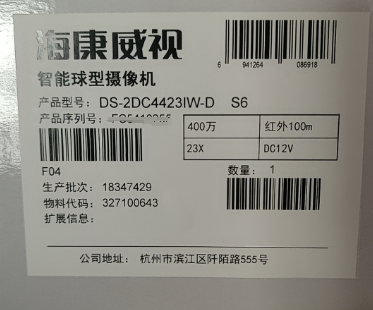 海康威视
6 941264 086918
智能球型摄像机
产品型号: DS-2DC4423IW-D S6
产品序列号:
400万 红外100m
23X DC12V
F04 数量: 1
生产批次: 18347429
物料代码: 327100643
扩展信息:
公司地址: 杭州市滨江区阡陌路555号